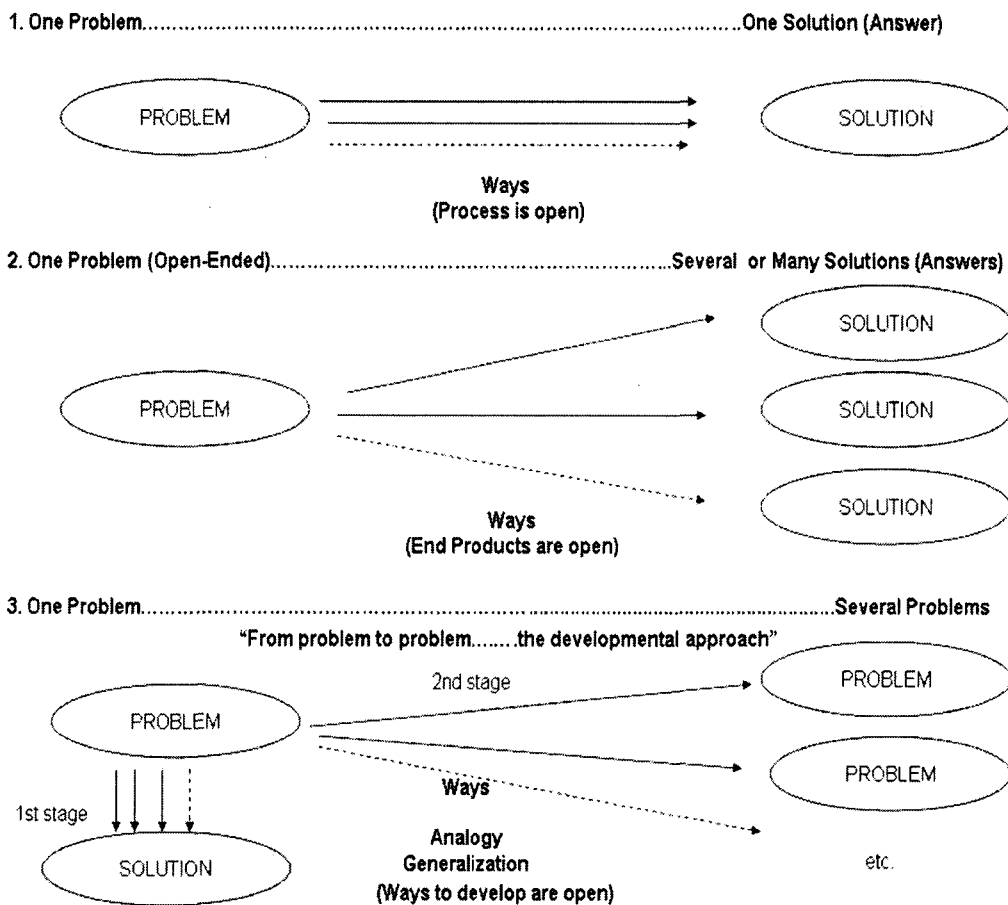 1. One Problem................................................................................One Solution (Answer)
PROBLEM
SOLUTION
Ways
(Process is open)
2. One Problem (Open-Ended).....................................................Several or Many Solutions (Answers)
SOLUTION
PROBLEM
SOLUTION
SOLUTION
Ways
(End Products are open)
3. One Problem..............................................................................................Several Problems
“From problem to problem........the developmental approach”
2nd stage
PROBLEM
PROBLEM
PROBLEM
Ways
1st stage
Analogy
SOLUTION
Generalization
etc.
(Ways to develop are open)